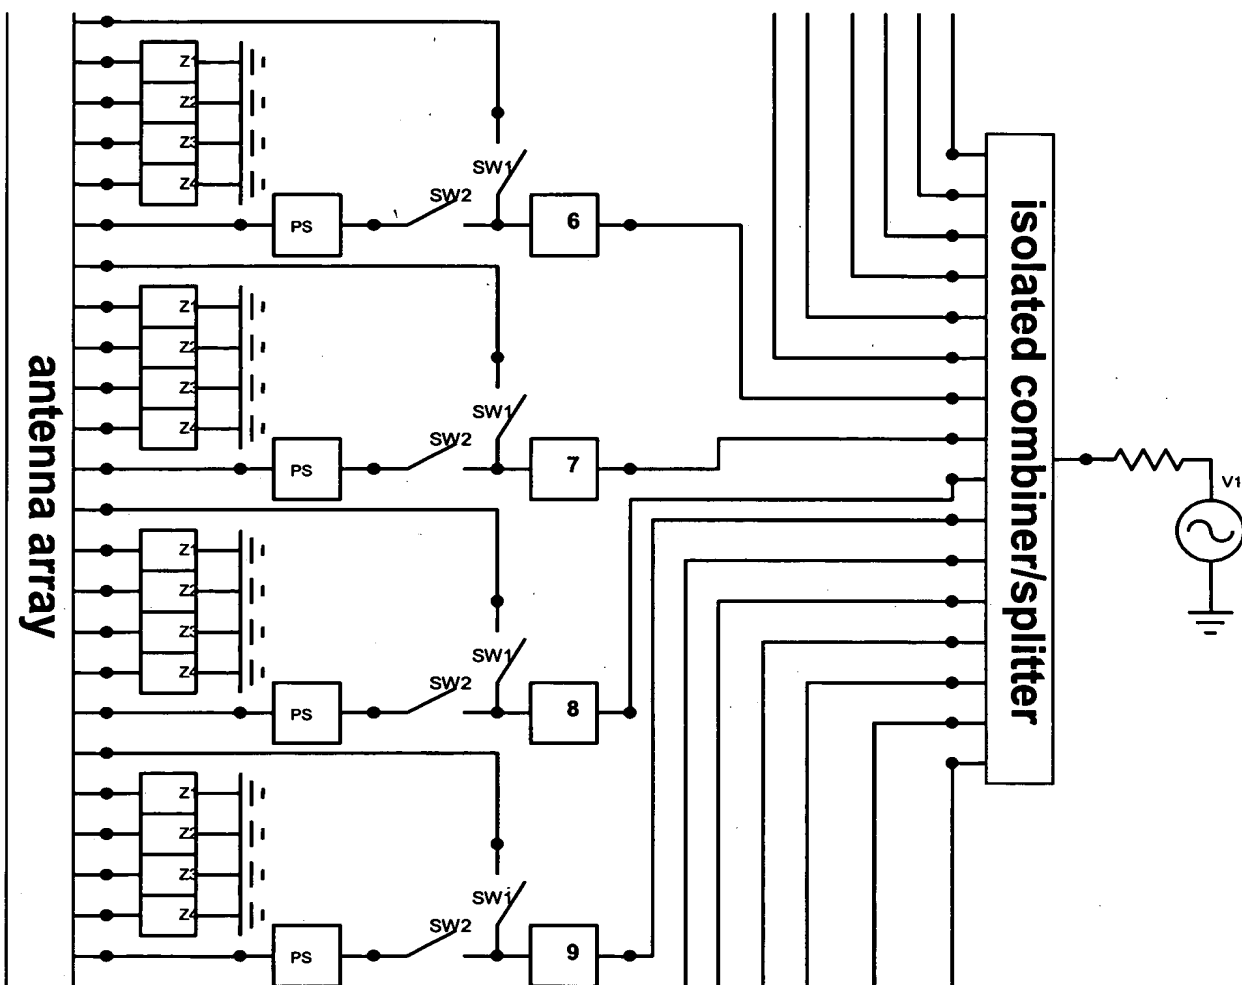 Z1
Z2
Z3
Z4
SW1
SW2
PS
6
Z1
Z2
Z3
Z4
SW1
SW2
PS
7
Z1
Z2
Z3
Z4
SW1
SW2
PS
8
Z1
Z2
Z3
Z4
SW1
SW2
PS
9
antenna array
isolated combiner/splitter
V1